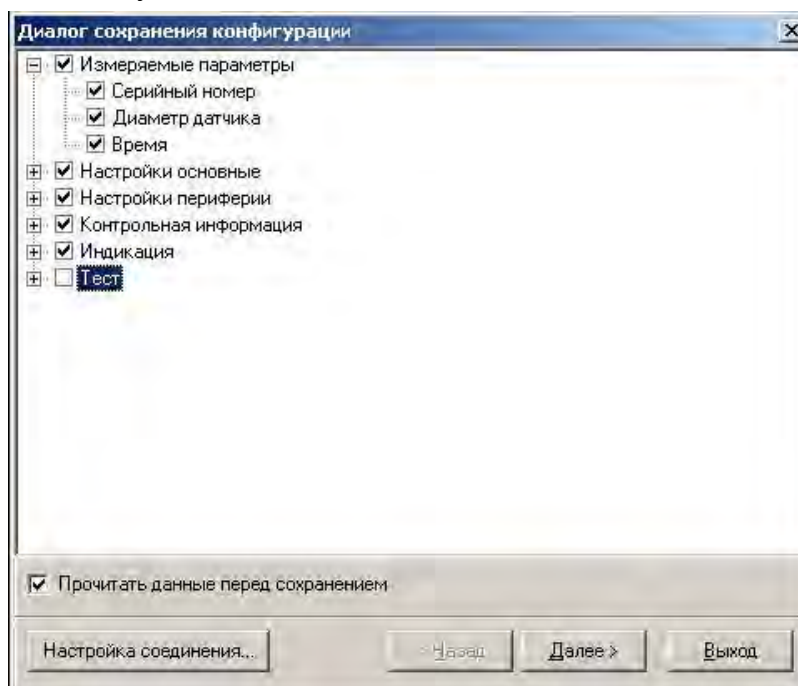 Диалог сохранения конфигурации
Измеряемые параметры
Серийный номер
Диаметр датчика
Время
Настройки основные
Настройки периферии
Контрольная информация
Индикация
Тест
Прочитать данные перед сохранением
Настройка соединения... < Назад Далее > Выход